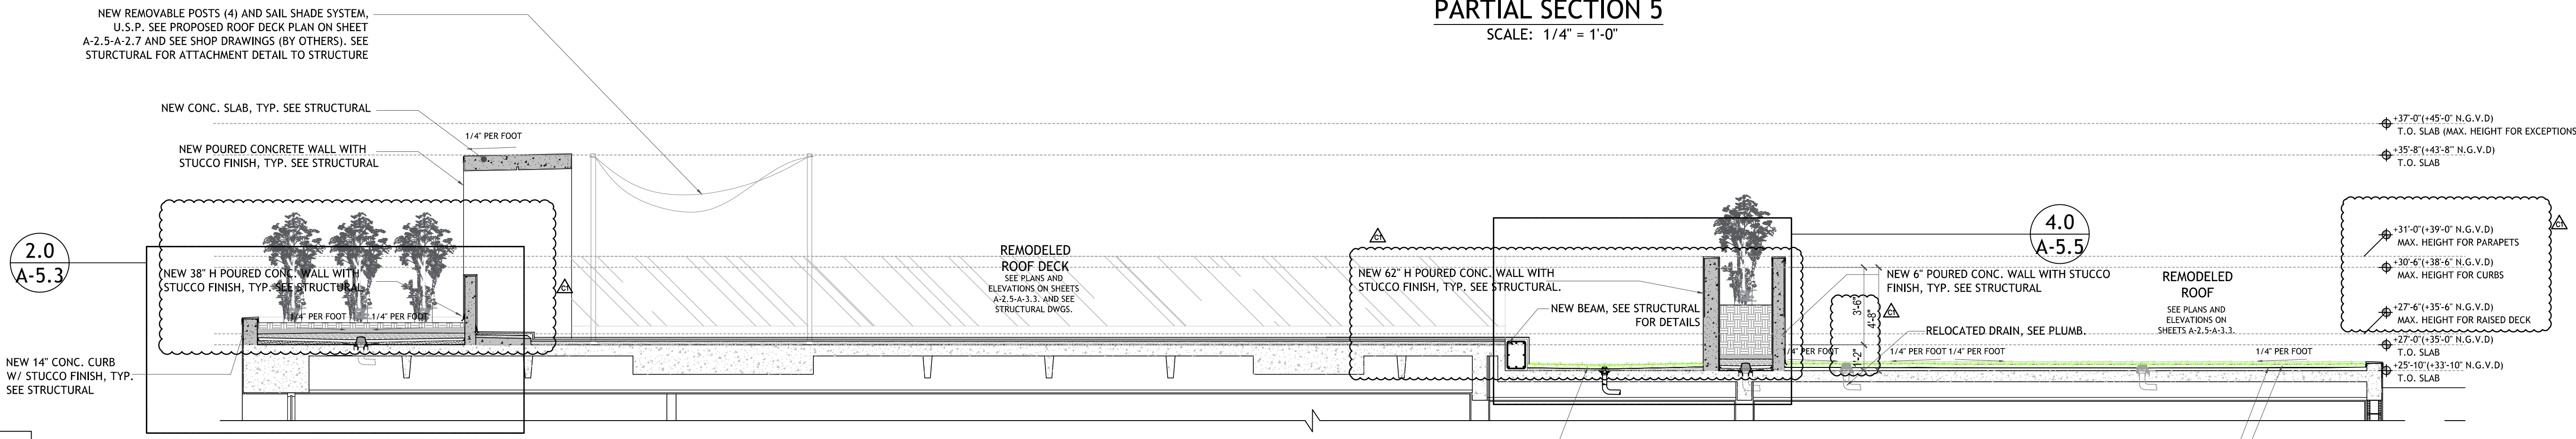 PARTIAL SECTION 5
SCALE: 1/4" = 1'-0"
NEW REMOVABLE POSTS (4) AND SAIL SHADE SYSTEM,
U.S.P. SEE PROPOSED ROOF DECK PLAN ON SHEET
A-2.5-A-2.7 AND SEE SHOP DRAWINGS (BY OTHERS). SEE
STURCTURAL FOR ATTACHMENT DETAIL TO STRUCTURE
NEW CONC. SLAB, TYP. SEE STRUCTURAL
1/4" PER FOOT
NEW POURED CONCRETE WALL WITH
STUCCO FINISH, TYP. SEE STRUCTURAL
2.0
A-5.3
NEW 38" H POURED CONC. WALL WITH
STUCCO FINISH, TYP. SEE STRUCTURAL
1/4" PER FOOT
1/4" PER FOOT
C1
NEW 14" CONC. CURB
W/ STUCCO FINISH, TYP.
SEE STRUCTURAL
REMODELED
ROOF DECK
SEE PLANS AND
ELEVATIONS ON SHEETS
A-2.5-A-3.3. AND SEE
STRUCTURAL DWGS.
C1
NEW 62" H POURED CONC. WALL WITH
STUCCO FINISH, TYP. SEE STRUCTURAL.
NEW BEAM, SEE STRUCTURAL
FOR DETAILS
4.0
A-5.5
NEW 6" POURED CONC. WALL WITH STUCCO
FINISH, TYP. SEE STRUCTURAL
3'-6"
4'-8"
1'-2"
C1
RELOCATED DRAIN, SEE PLUMB.
1/4" PER FOOT
1/4" PER FOOT
1/4" PER FOOT
1/4" PER FOOT
REMODELED
ROOF
SEE PLANS AND
ELEVATIONS ON
SHEETS A-2.5-A-3.3.
+37'-0"(+45'-0" N.G.V.D)
T.O. SLAB (MAX. HEIGHT FOR EXCEPTIONS
+35'-8"(+43'-8" N.G.V.D)
T.O. SLAB
C1
+31'-0"(+39'-0" N.G.V.D)
MAX. HEIGHT FOR PARAPETS
+30'-6"(+38'-6" N.G.V.D)
MAX. HEIGHT FOR CURBS
+27'-6"(+35'-6" N.G.V.D)
MAX. HEIGHT FOR RAISED DECK
+27'-0"(+35'-0" N.G.V.D)
T.O. SLAB
+25'-10"(+33'-10" N.G.V.D)
T.O. SLAB